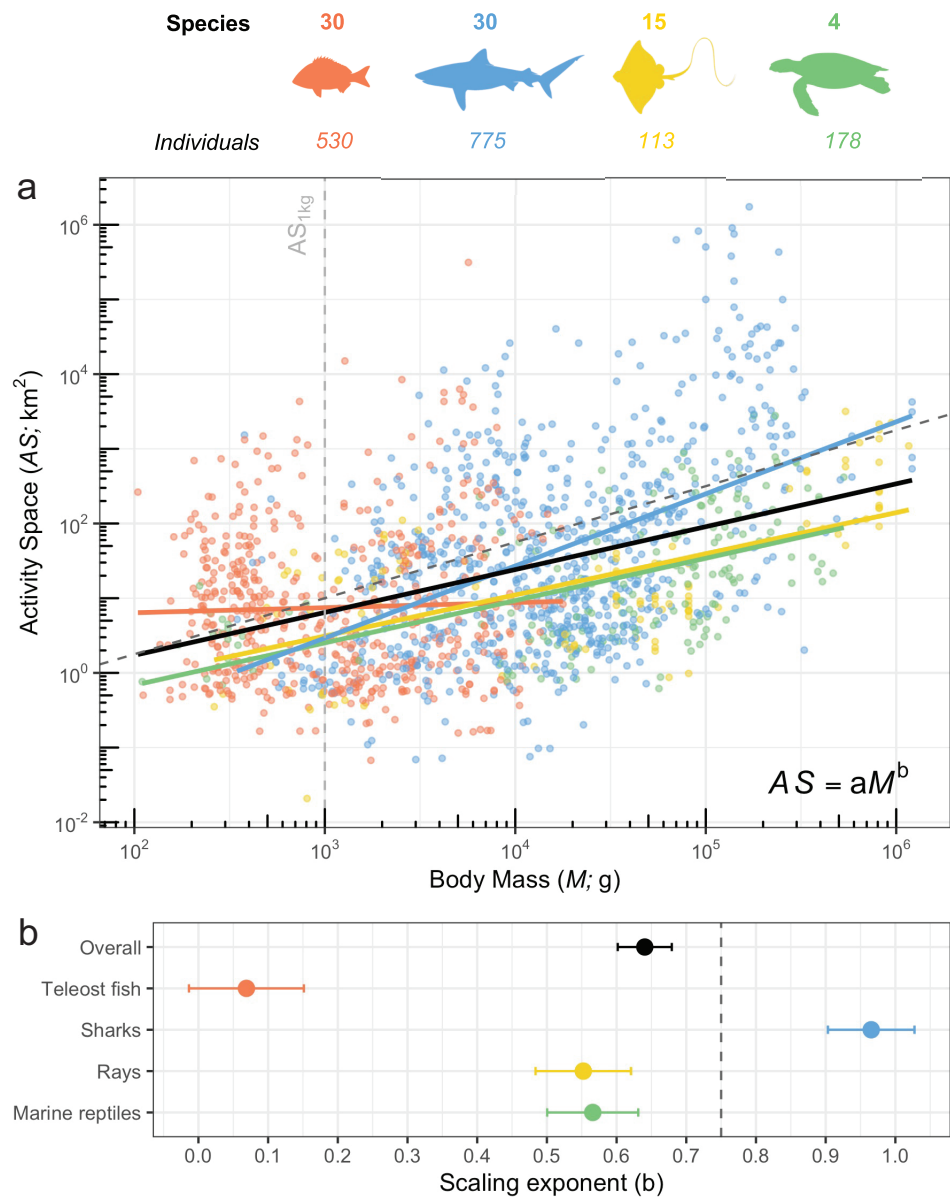 Species 30 30 15 4
Individuals 530 775 113 178
a
AS1kg
10^6
10^4
10^2
10^0
10^-2
Activity Space (AS; km²)
AS = aM^b
10^2 10^3 10^4 10^5 10^6
Body Mass (M; g)
b
Overall
Teleost fish
Sharks
Rays
Marine reptiles
0.0 0.1 0.2 0.3 0.4 0.5 0.6 0.7 0.8 0.9 1.0
Scaling exponent (b)